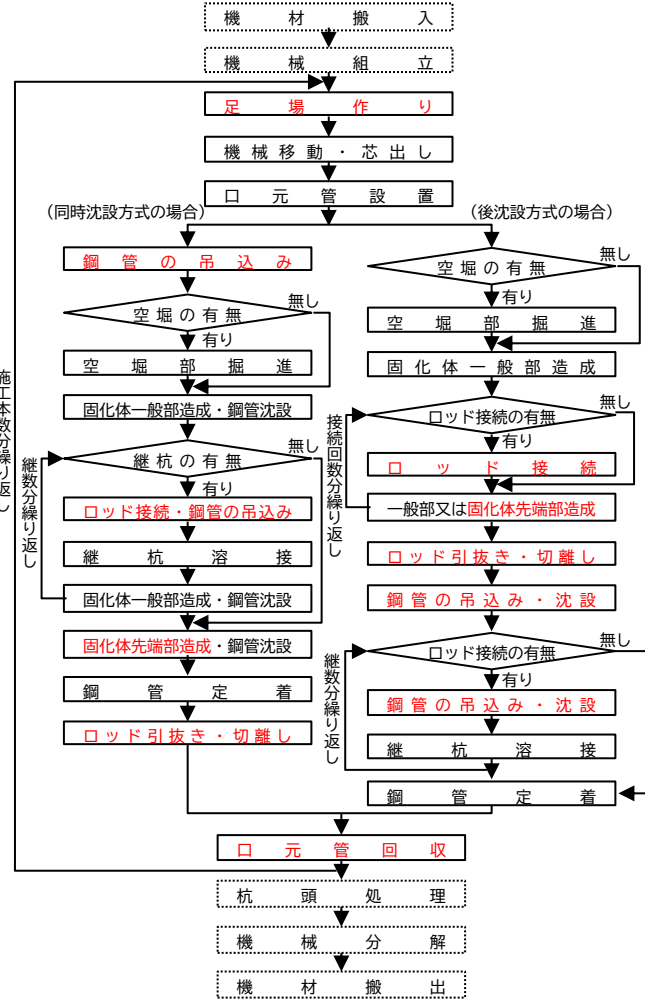 機材搬入
機械組立
足場作り
機械移動・芯出し
口元管設置
(同時沈設方式の場合)
鋼管の吊込み
空堀の有無
無し
有り
空堀部掘進
固化体一般部造成・鋼管沈設
継杭の有無
無し
有り
ロッド接続・鋼管の吊込み
継杭溶接
固化体一般部造成・鋼管沈設
継数分繰り返し
固化体先端部造成・鋼管沈設
鋼管定着
ロッド引抜き・切離し
施工本数分繰り返し
(後沈設方式の場合)
空堀の有無
無し
有り
空堀部掘進
固化体一般部造成
ロッド接続の有無
無し
有り
ロッド接続
一般部又は固化体先端部造成
接続回数分繰り返し
ロッド引抜き・切離し
鋼管の吊込み・沈設
ロッド接続の有無
無し
有り
鋼管の吊込み・沈設
継杭溶接
継数分繰り返し
鋼管定着
口元管回収
杭頭処理
機械分解
機材搬出